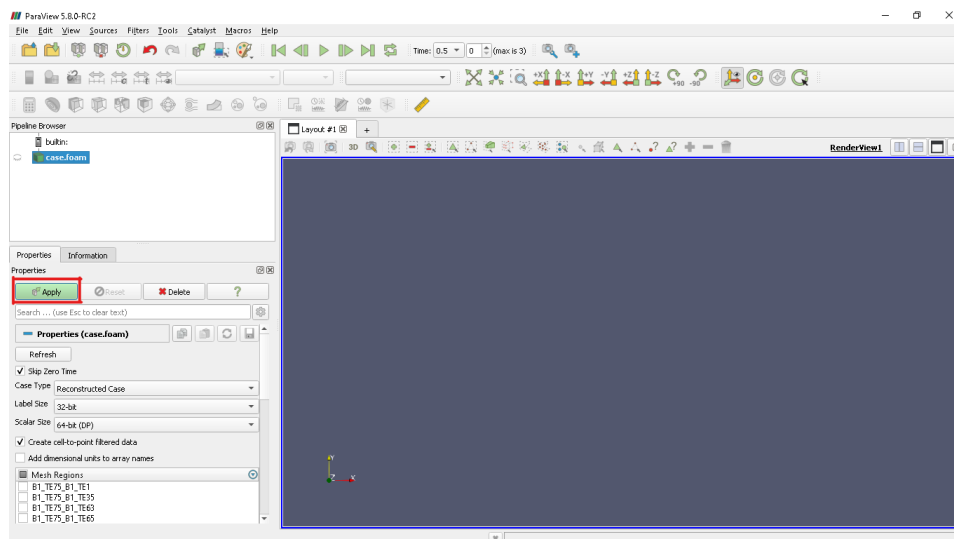 ParaView 5.8.0-RC2
File Edit View Sources Filters Tools Catalyst Macros Help
Time: 0.5 0 (max is 3)
+X -X +Y -Y +Z -Z +90 -90
Pipeline Browser
Layout #1 +
builtin:
case.foam
3D
RenderView1
Properties Information
Properties
Apply Reset Delete ?
Search ... (use Esc to clear text)
Properties (case.foam)
Refresh
Skip Zero Time
Case Type Reconstructed Case
Label Size 32-bit
Scalar Size 64-bit (DP)
Create cell-to-point filtered data
Add dimensional units to array names
Mesh Regions
B1_TE75_B1_TE1
B1_TE75_B1_TE35
B1_TE75_B1_TE63
B1_TE75_B1_TE65
Y
Z X